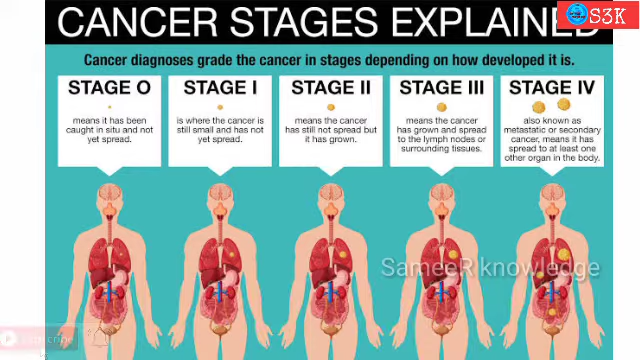 CANCER STAGES EXPLAINED
S3K
Cancer diagnoses grade the cancer in stages depending on how developed it is.
STAGE O
means it has been
caught in situ and not
yet spread.
STAGE I
is where the cancer is
still small and has not
yet spread.
STAGE II
means the cancer
has still not spread but
it has grown.
STAGE III
means the cancer
has grown and spread
to the lymph nodes or
surrounding tissues.
STAGE IV
also known as
metastatic or secondary
cancer, means it has
spread to at least one
other organ in the body.
SameeR knowledge